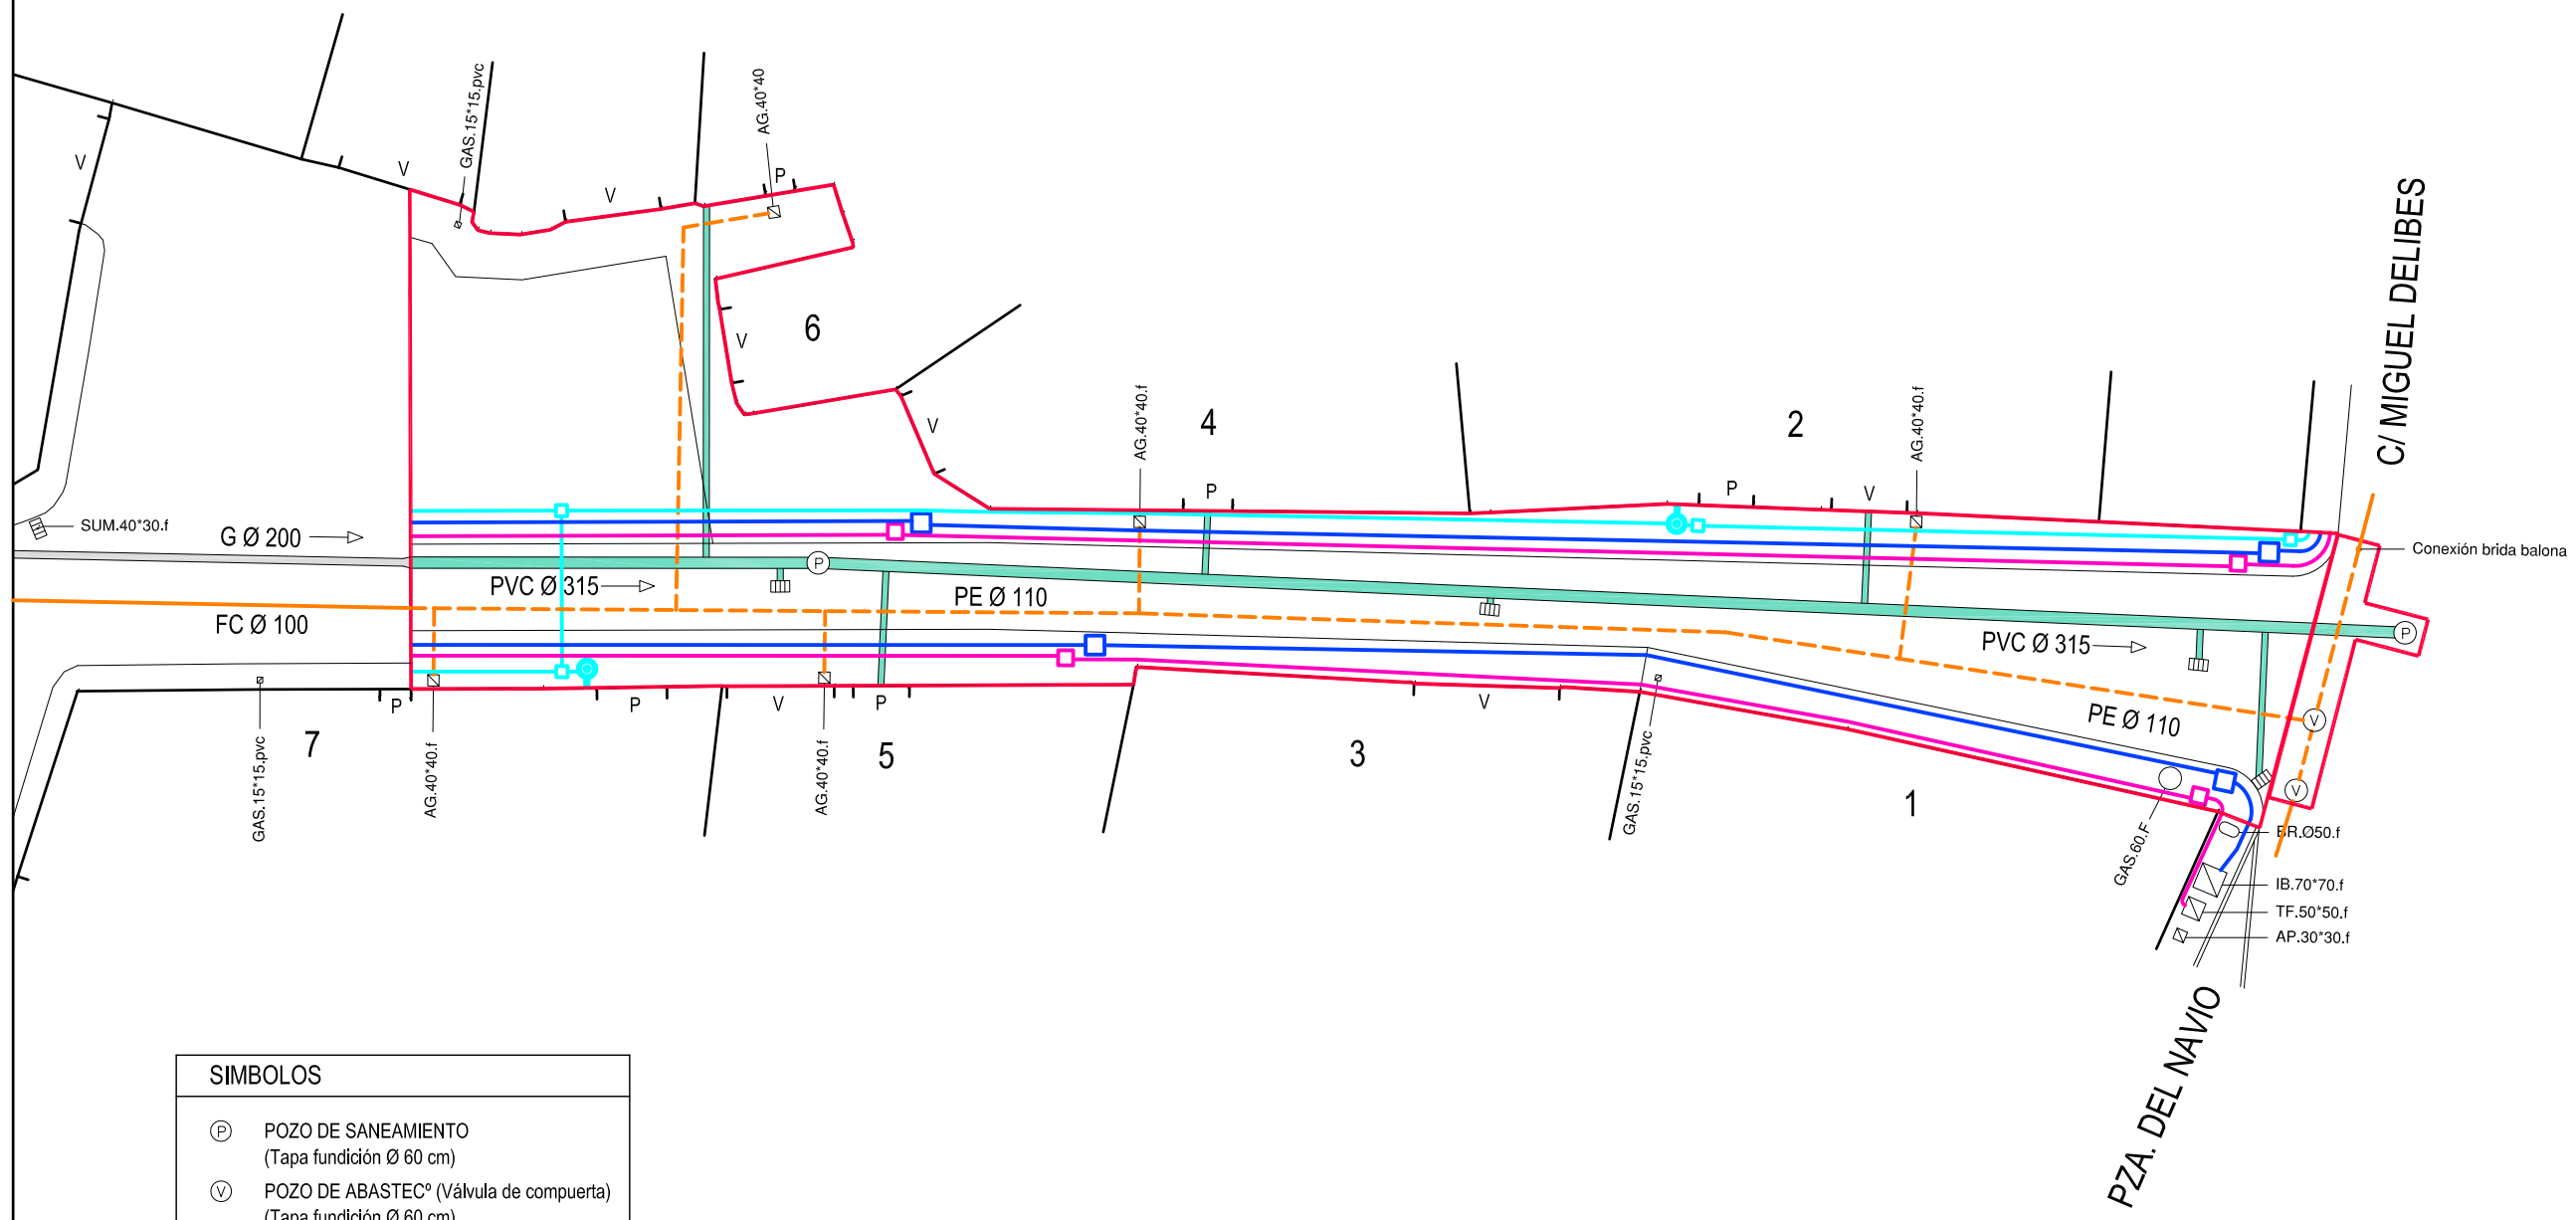 GAS.15*15.pvc
AG.40*40
V
V
V
P
C/ MIGUEL DELIBES
6
V
V
4
AG.40*40.f
P
2
P
V
AG.40*40.f
SUM.40*30.f
G Ø 200
P
Conexión brida balona
PVC Ø 315
PE Ø 110
FC Ø 100
PVC Ø 315
P
PE Ø 110
V
V
P
P
V
P
V
7
5
3
1
GAS.15*15.pvc
AG.40*40.f
AG.40*40.f
GAS.15*15.pvc
GAS.60.F
BR.Ø50.f
IB.70*70.f
TF.50*50.f
AP.30*30.f
PZA. DEL NAVIO
SIMBOLOS
P POZO DE SANEAMIENTO
(Tapa fundición Ø 60 cm)
V POZO DE ABASTECº (Válvula de compuerta)
(Tapa fundición Ø 60 cm)